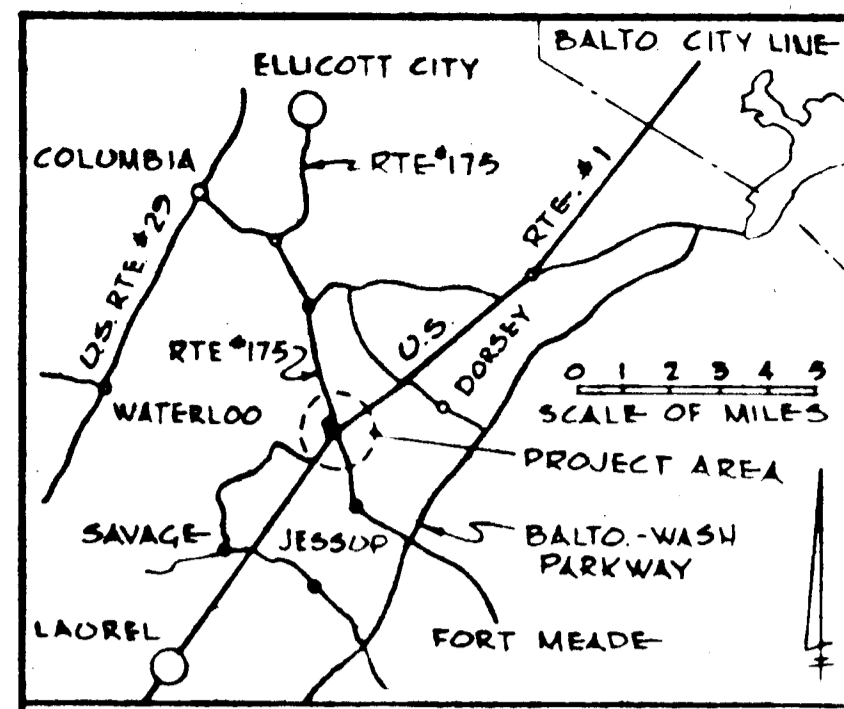 BALTO. CITY LINE
ELLICOTT CITY
COLUMBIA
RTE #175
RTE. #1
U.S. RTE #29
U.S.
RTE #175
DORSEY
0 1 2 3 4 5
SCALE OF MILES
WATERLOO
PROJECT AREA
SAVAGE
JESSUP
BALTO.-WASH
PARKWAY
LAUREL
FORT MEADE